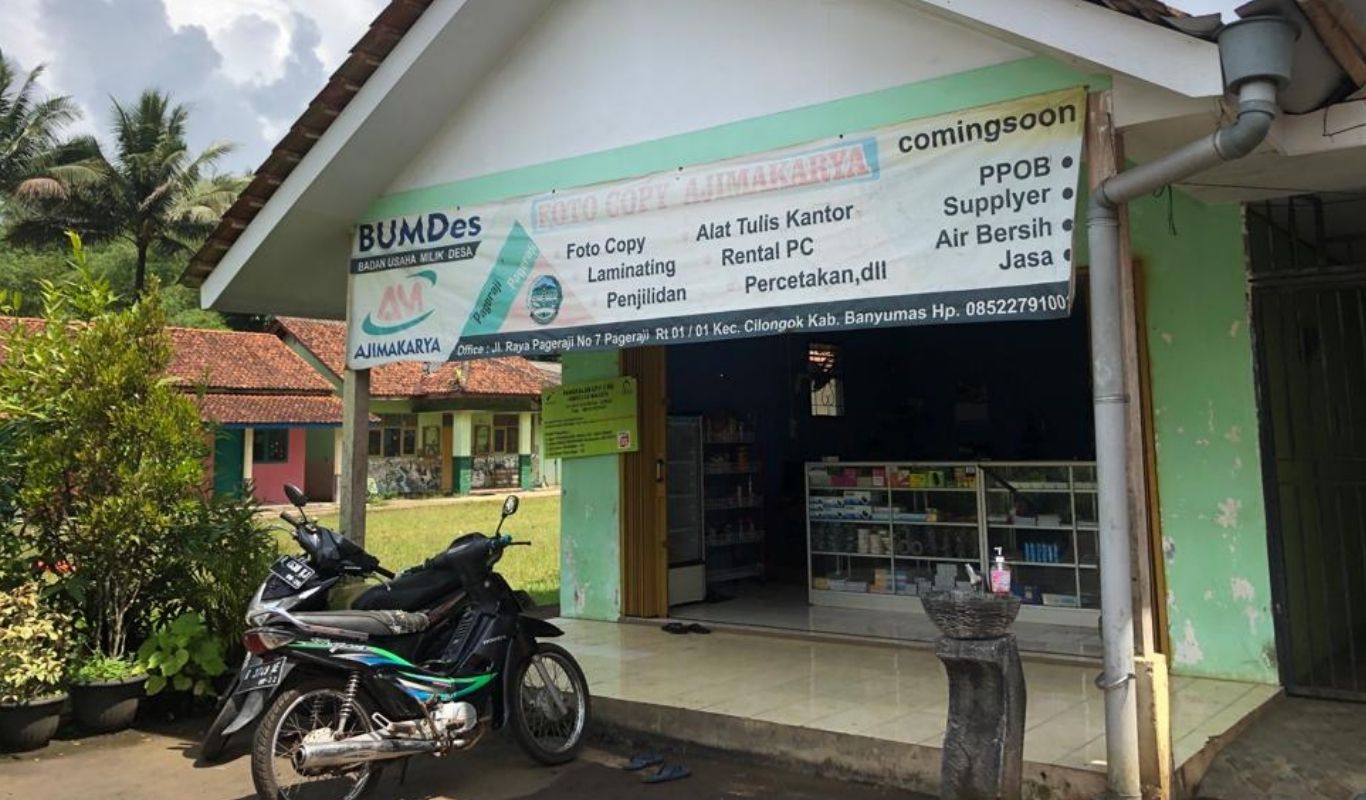 BUMDes
BADAN USAHA MILIK DESA
AM
AJIMAKARYA
Pageraji Pageraji
FOTO COPY AJIMAKARYA
Foto Copy
Laminating
Penjilidan
Alat Tulis Kantor
Rental PC
Percetakan,dll
comingsoon
PPOB •
Supplyer •
Air Bersih •
Jasa •
Office : Jl. Raya Pageraji No 7 Pageraji Rt 01 / 01 Kec. Cilongok Kab. Banyumas Hp. 08522791001